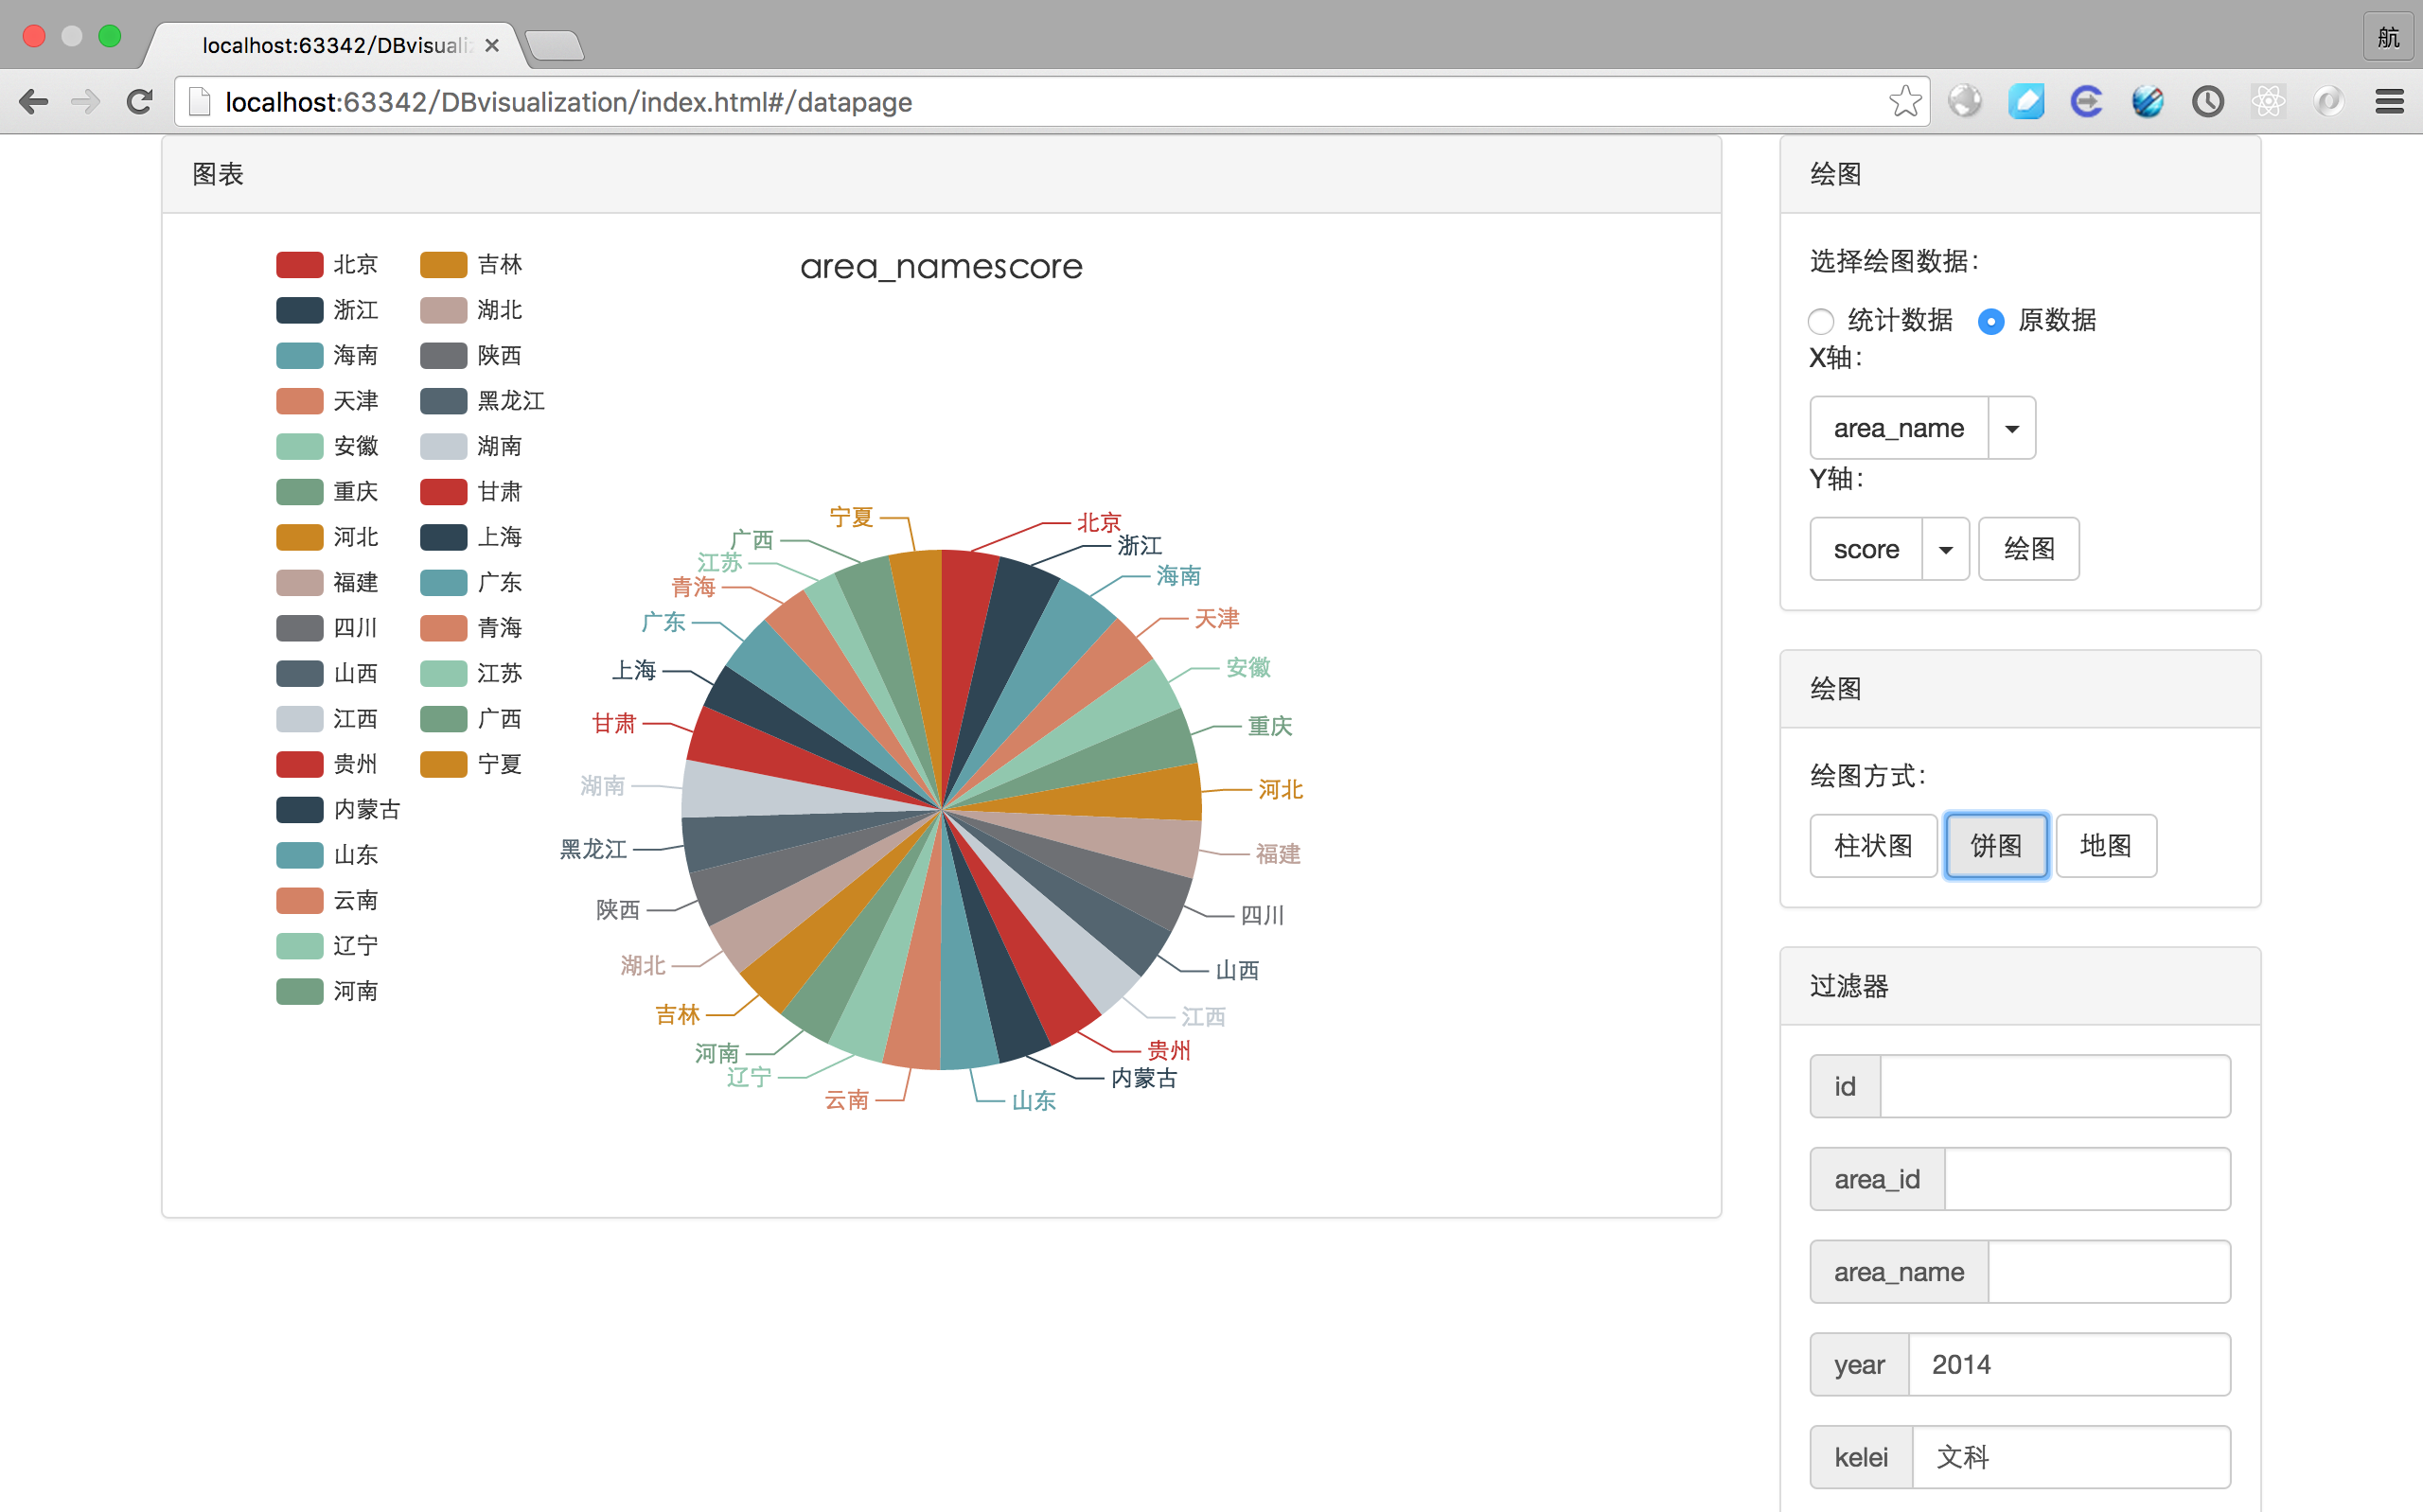 localhost:63342/DBvisuali
航
localhost:63342/DBvisualization/index.html#/datapage
图表
area_namescore
北京
浙江
海南
天津
安徽
重庆
河北
福建
四川
山西
江西
贵州
内蒙古
山东
云南
辽宁
河南
吉林
湖北
陕西
黑龙江
湖南
甘肃
上海
广东
青海
江苏
广西
宁夏
北京
浙江
海南
天津
安徽
重庆
河北
福建
四川
山西
江西
贵州
内蒙古
山东
云南
辽宁
河南
吉林
湖北
陕西
黑龙江
湖南
甘肃
上海
广东
青海
江苏
广西
宁夏
绘图
选择绘图数据:
统计数据 原数据
X轴:
area_name
Y轴:
score 绘图
绘图
绘图方式:
柱状图 饼图 地图
过滤器
id
area_id
area_name
year 2014
kelei 文科